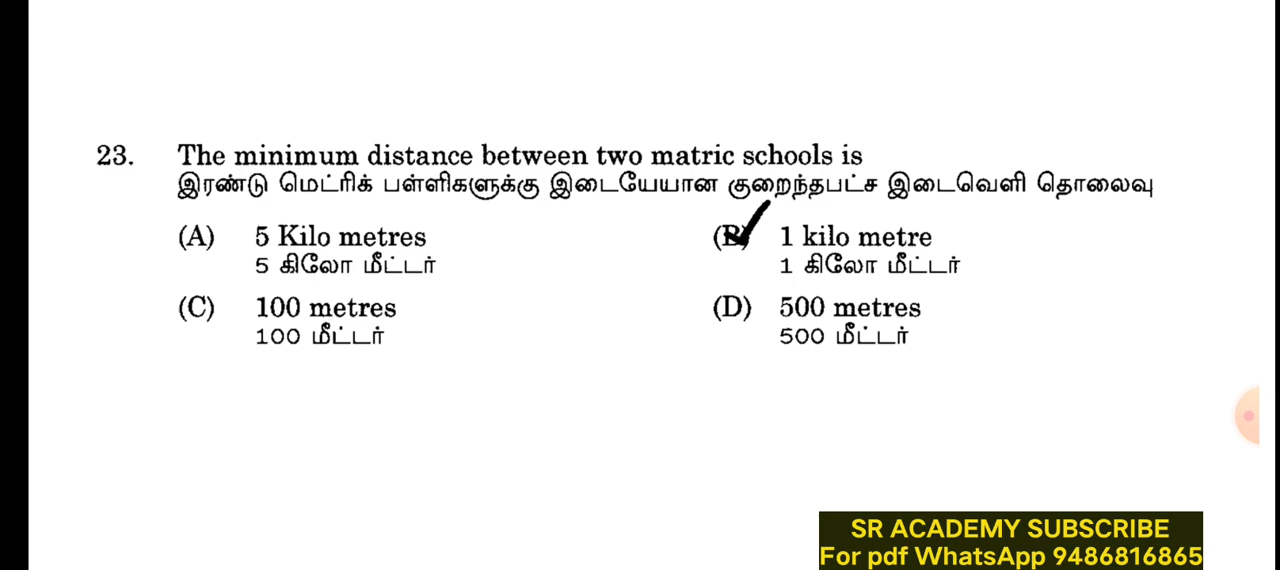 23. The minimum distance between two matric schools is
இரண்டு மெட்ரிக் பள்ளிகளுக்கு இடையேயான குறைந்தபட்ச இடைவெளி தொலைவு
(A) 5 Kilo metres (B) 1 kilo metre
5 கிலோ மீட்டர் 1 கிலோ மீட்டர்
(C) 100 metres (D) 500 metres
100 மீட்டர் 500 மீட்டர்
SR ACADEMY SUBSCRIBE
For pdf WhatsApp 9486816865